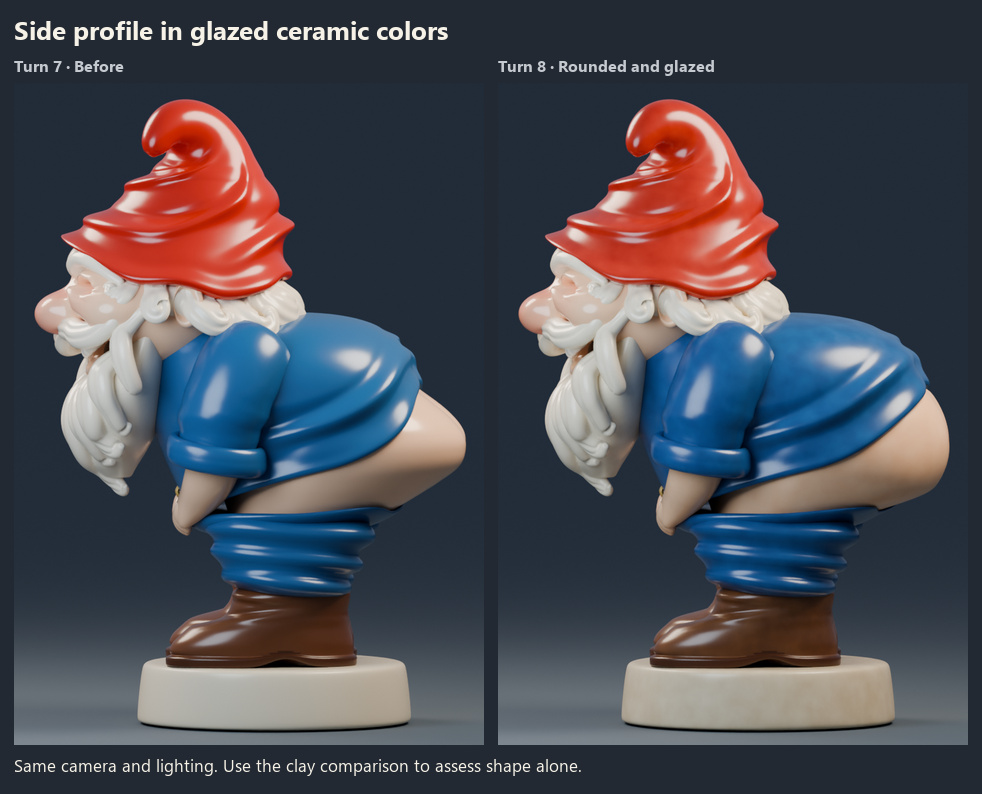 Side profile in glazed ceramic colors
Turn 7 · Before
Turn 8 · Rounded and glazed
Same camera and lighting. Use the clay comparison to assess shape alone.